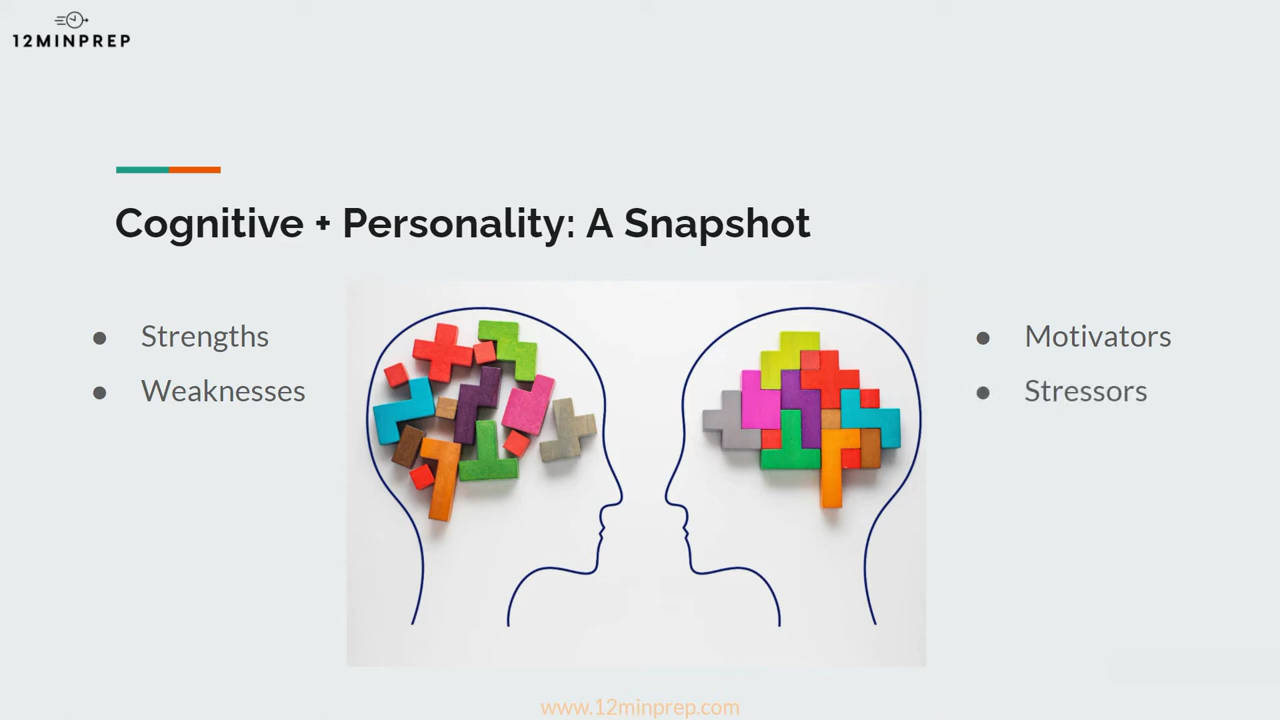 12MINPREP
Cognitive + Personality: A Snapshot
● Strengths
● Weaknesses
● Motivators
● Stressors
www.12minprep.com